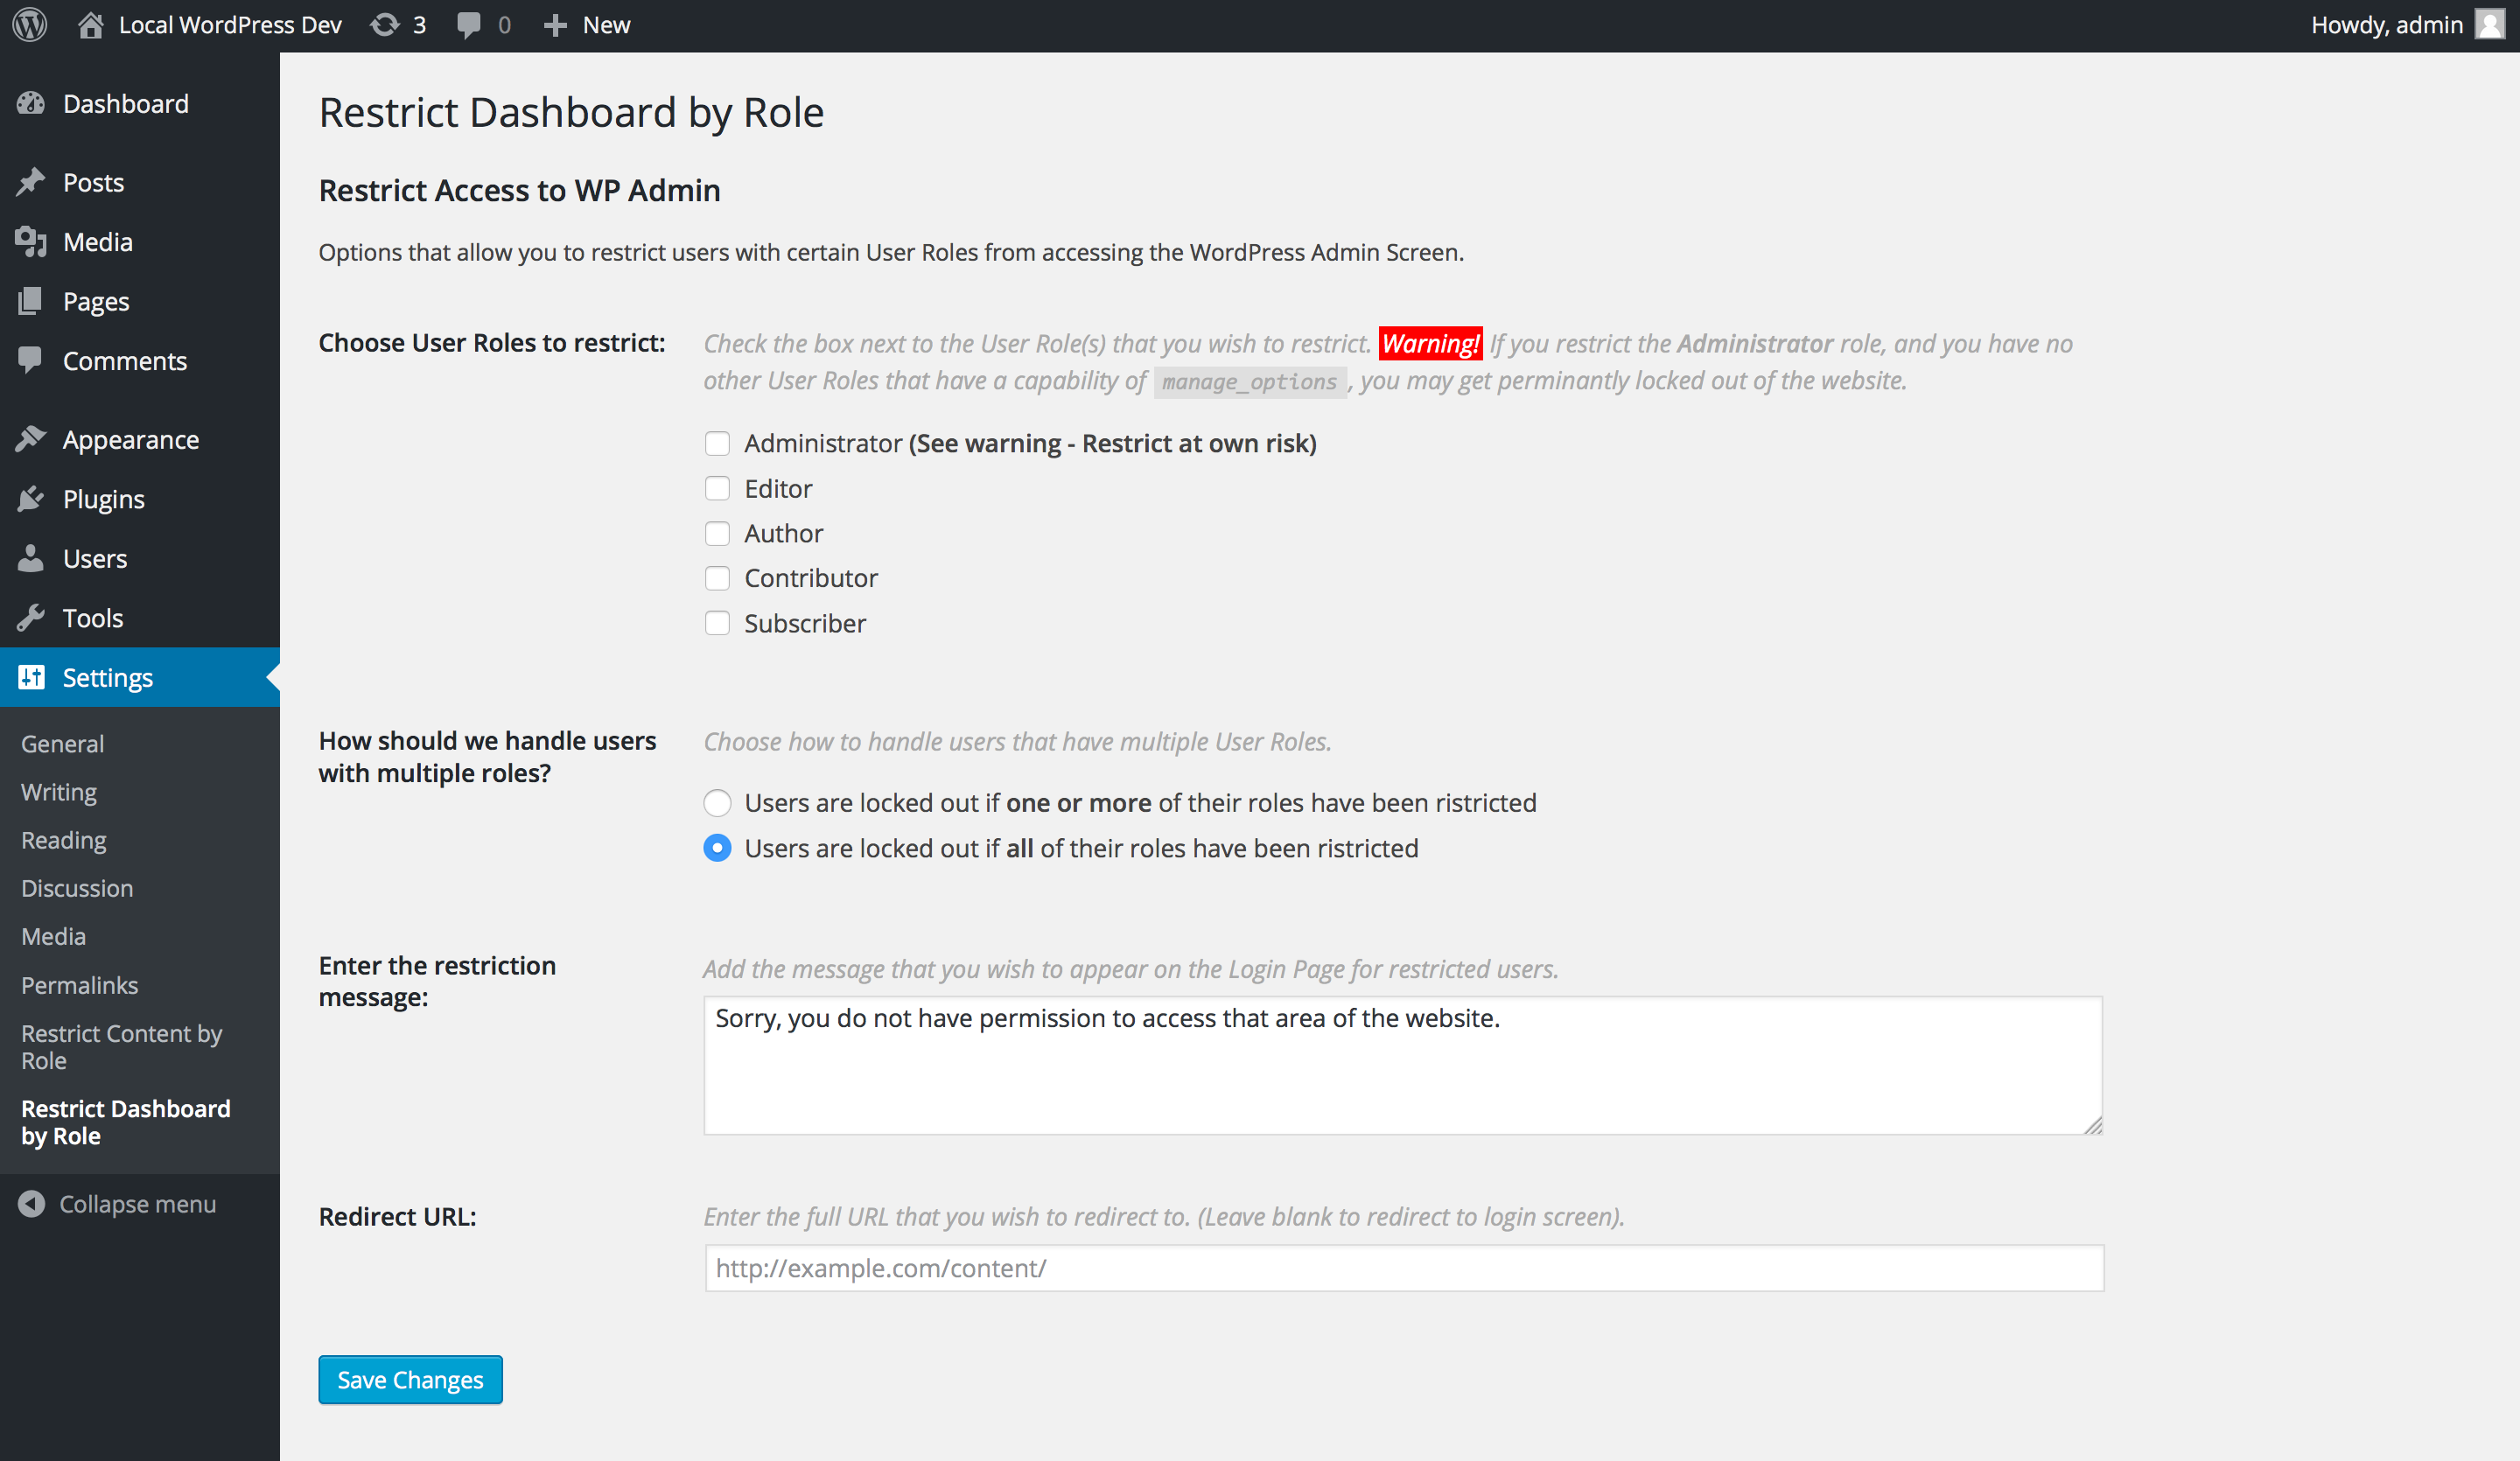 Local WordPress Dev 3 0 New Howdy, admin
Dashboard
Posts
Media
Pages
Comments
Appearance
Plugins
Users
Tools
Settings
General
Writing
Reading
Discussion
Media
Permalinks
Restrict Content by
Role
Restrict Dashboard
by Role
Collapse menu
Restrict Dashboard by Role
Restrict Access to WP Admin
Options that allow you to restrict users with certain User Roles from accessing the WordPress Admin Screen.
Choose User Roles to restrict:
Check the box next to the User Role(s) that you wish to restrict. Warning! If you restrict the Administrator role, and you have no
other User Roles that have a capability of manage_options, you may get perminantly locked out of the website.
Administrator (See warning - Restrict at own risk)
Editor
Author
Contributor
Subscriber
How should we handle users
with multiple roles?
Choose how to handle users that have multiple User Roles.
Users are locked out if one or more of their roles have been ristricted
Users are locked out if all of their roles have been ristricted
Enter the restriction
message:
Add the message that you wish to appear on the Login Page for restricted users.
Sorry, you do not have permission to access that area of the website.
Redirect URL:
Enter the full URL that you wish to redirect to. (Leave blank to redirect to login screen).
http://example.com/content/
Save Changes